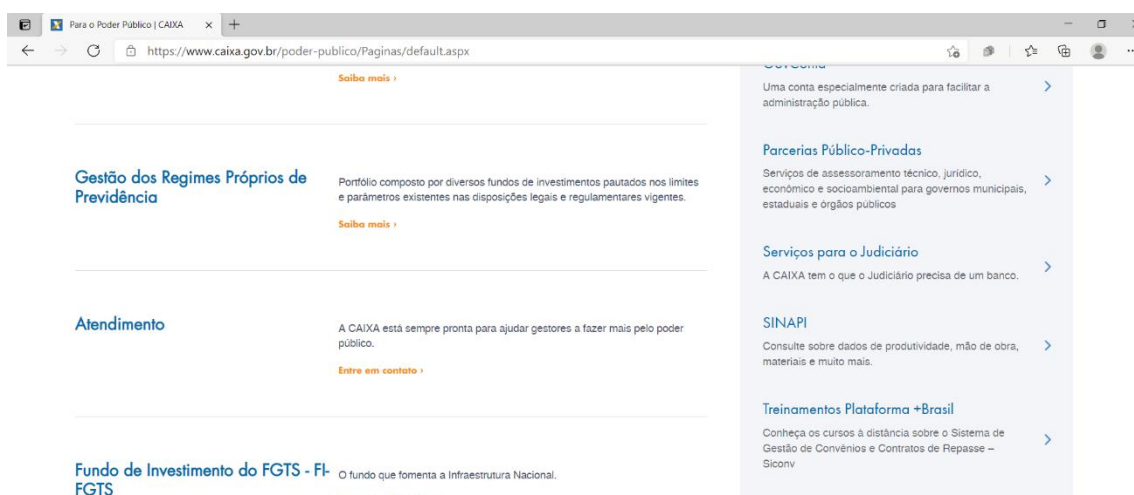 Para o Poder Público | CAIXA
https://www.caixa.gov.br/poder-publico/Paginas/default.aspx
Saiba mais ›
Gestão dos Regimes Próprios de
Previdência
Portfólio composto por diversos fundos de investimentos pautados nos limites
e parâmetros existentes nas disposições legais e regulamentares vigentes.
Saiba mais ›
Atendimento
A CAIXA está sempre pronta para ajudar gestores a fazer mais pelo poder
público.
Entre em contato ›
Fundo de Investimento do FGTS - FI-
FGTS
O fundo que fomenta a Infraestrutura Nacional.
GovConta
Uma conta especialmente criada para facilitar a
administração pública.
Parcerias Público-Privadas
Serviços de assessoramento técnico, jurídico,
econômico e socioambiental para governos municipais,
estaduais e órgãos públicos
Serviços para o Judiciário
A CAIXA tem o que o Judiciário precisa de um banco.
SINAPI
Consulte sobre dados de produtividade, mão de obra,
materiais e muito mais.
Treinamentos Plataforma +Brasil
Conheça os cursos à distância sobre o Sistema de
Gestão de Convênios e Contratos de Repasse –
Siconv